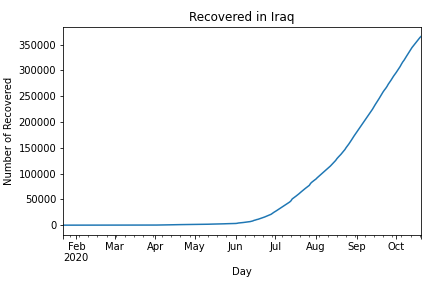 Recovered in Iraq
350000
300000
250000
200000
150000
100000
50000
0
Number of Recovered
Feb Mar Apr May Jun Jul Aug Sep Oct
2020
Day